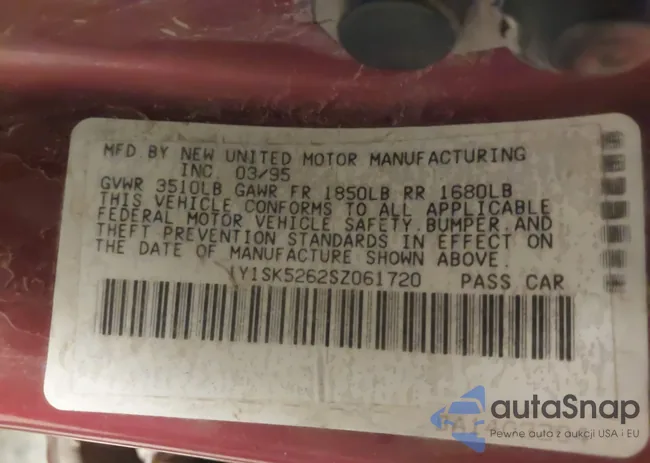 MFD.BY NEW UNITED MOTOR MANUFACTURING
INC. 03/95
GVWR 3510LB GAWR FR 1850LB RR 1680LB
THIS VEHICLE CONFORMS TO ALL APPLICABLE
FEDERAL MOTOR VEHICLE SAFETY.BUMPER.AND
THEFT PREVENTION STANDARDS IN EFFECT ON
THE DATE OF MANUFACTURE SHOWN ABOVE.
1Y1SK5262SZ061720 PASS CAR
autoSnap
Pewne auta z aukcji USA i EU